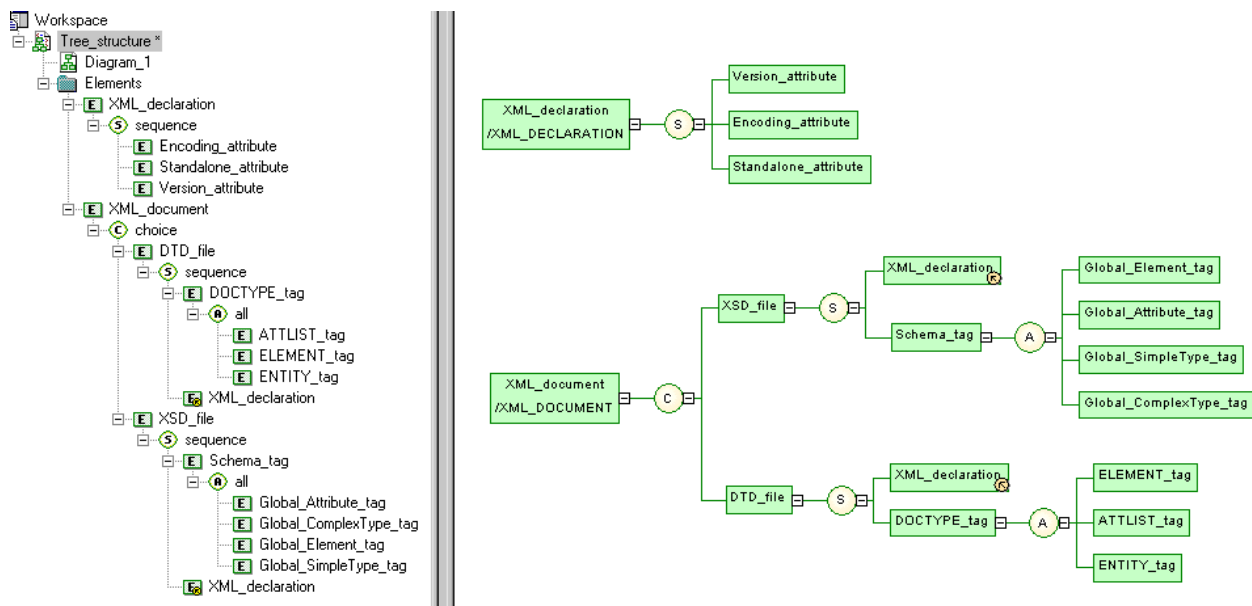 Workspace
Tree_structure *
Diagram_1
Elements
E XML_declaration
S sequence
E Encoding_attribute
E Standalone_attribute
E Version_attribute
E XML_document
C choice
E DTD_file
S sequence
E DOCTYPE_tag
A all
E ATTLIST_tag
E ELEMENT_tag
E ENTITY_tag
E XML_declaration
E XSD_file
S sequence
E Schema_tag
A all
E Global_Attribute_tag
E Global_ComplexType_tag
E Global_Element_tag
E Global_SimpleType_tag
E XML_declaration
XML_declaration
/XML_DECLARATION
S
Version_attribute
Encoding_attribute
Standalone_attribute
XML_document
/XML_DOCUMENT
C
XSD_file
S
XML_declaration
Schema_tag
A
Global_Element_tag
Global_Attribute_tag
Global_SimpleType_tag
Global_ComplexType_tag
DTD_file
S
XML_declaration
DOCTYPE_tag
A
ELEMENT_tag
ATTLIST_tag
ENTITY_tag